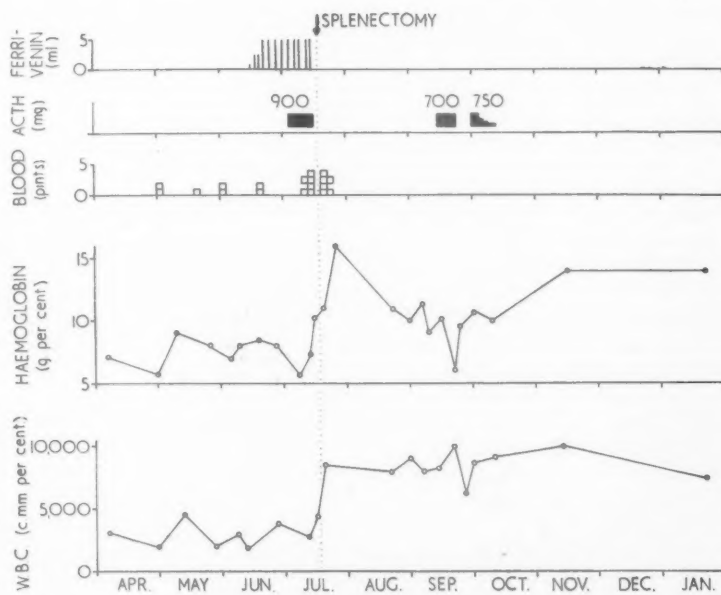 SPLENECTOMY
FERRI-
VENIN
(ml)
5
0
ACTH
(mg)
900
700
750
BLOOD
(pints)
5
0
HAEMOGLOBIN
(g per cent)
15
10
5
WBC (c mm per cent)
10,000
5,000
0
APR. MAY JUN. JUL. AUG. SEP. OCT. NOV. DEC. JAN.